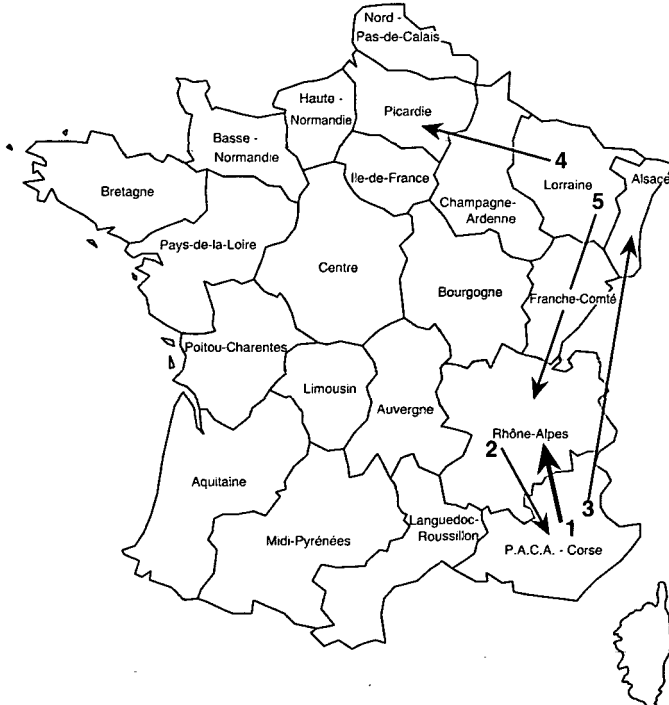 Nord -
Pas-de-Calais
Haute -
Normandie
Picardie
Basse -
Normandie
4
Bretagne
Ile-de-France
Lorraine
Alsace
Champagne-
Ardenne
5
Pays-de-la-Loire
Centre
Bourgogne
Franche-Comté
Poitou-Charentes
Limousin
Auvergne
Rhône-Alpes
2
Aquitaine
3
Languedoc-
Roussillon
1
Midi-Pyrénées
P.A.C.A. - Corse